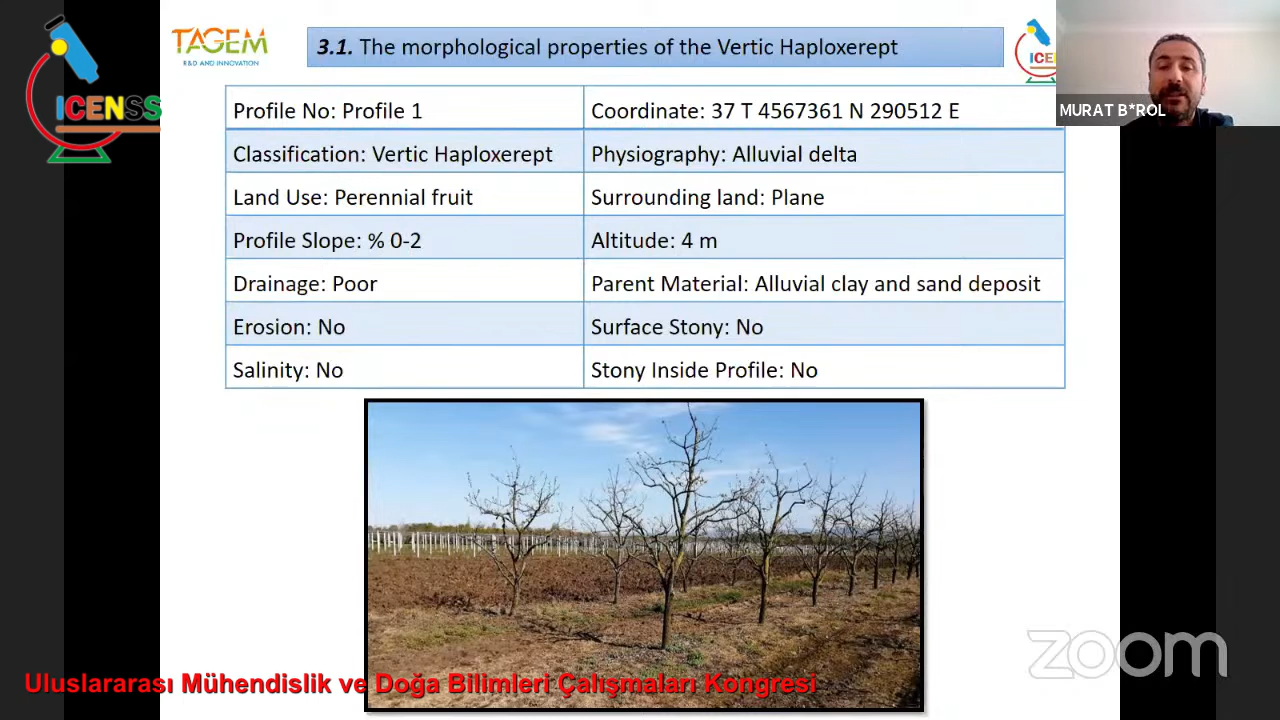 ICENSS
TAGEM
R&D AND INNOVATION
3.1. The morphological properties of the Vertic Haploxerept
ICE
MURAT B*ROL
Profile No: Profile 1
Coordinate: 37 T 4567361 N 290512 E
Classification: Vertic Haploxerept
Physiography: Alluvial delta
Land Use: Perennial fruit
Surrounding land: Plane
Profile Slope: % 0-2
Altitude: 4 m
Drainage: Poor
Parent Material: Alluvial clay and sand deposit
Erosion: No
Surface Stony: No
Salinity: No
Stony Inside Profile: No
zoom
Uluslararası Mühendislik ve Doğa Bilimleri Çalışmaları Kongresi